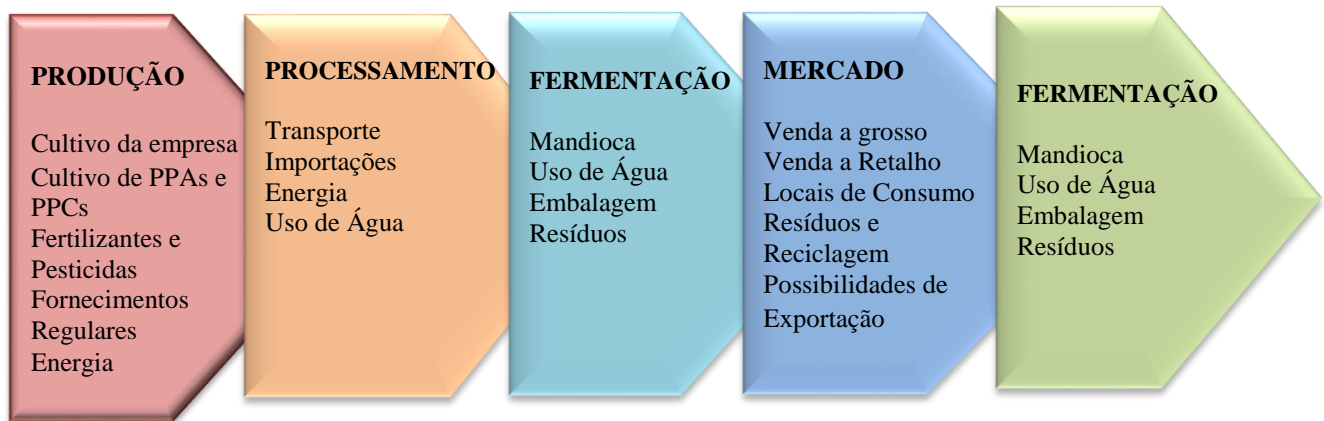 PRODUÇÃO
Cultivo da empresa
Cultivo de PPAs e
PPCs
Fertilizantes e
Pesticidas
Fornecimentos
Regulares
Energia
PROCESSAMENTO
Transporte
Importações
Energia
Uso de Água
FERMENTAÇÃO
Mandioca
Uso de Água
Embalagem
Resíduos
MERCADO
Venda a grosso
Venda a Retalho
Locais de Consumo
Resíduos e
Reciclagem
Possibilidades de
Exportação
FERMENTAÇÃO
Mandioca
Uso de Água
Embalagem
Resíduos